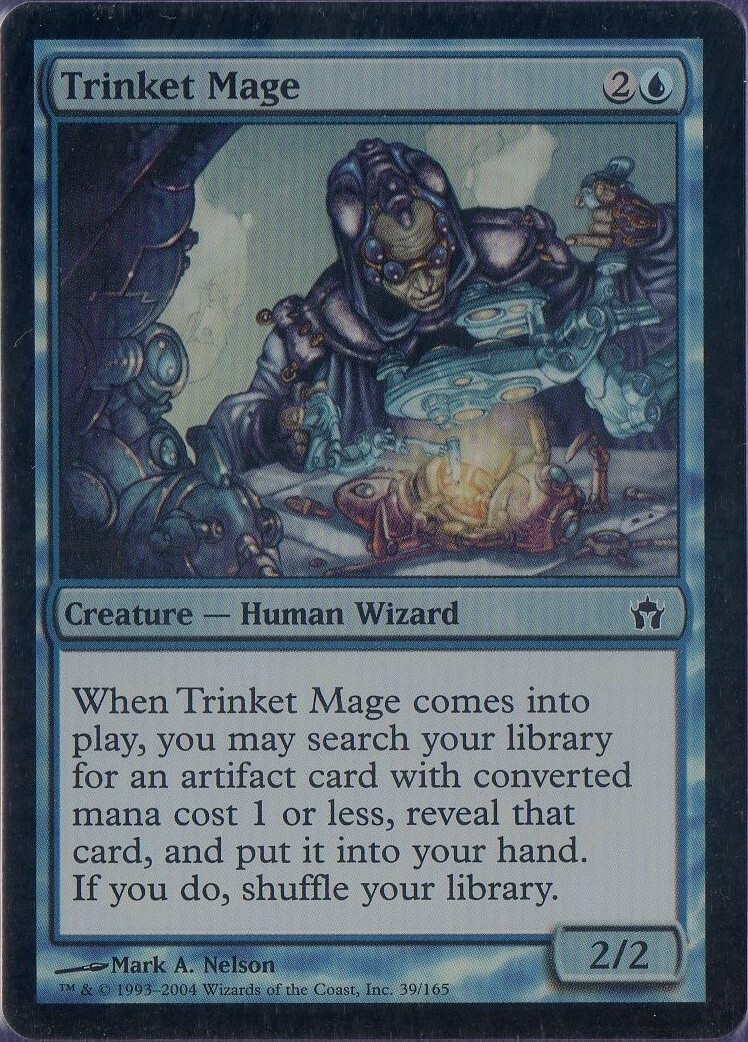 Trinket Mage 2
Creature — Human Wizard
When Trinket Mage comes into
play, you may search your library
for an artifact card with converted
mana cost 1 or less, reveal that
card, and put it into your hand.
If you do, shuffle your library.
2/2
Mark A. Nelson
™ & © 1993–2004 Wizards of the Coast, Inc. 39/165